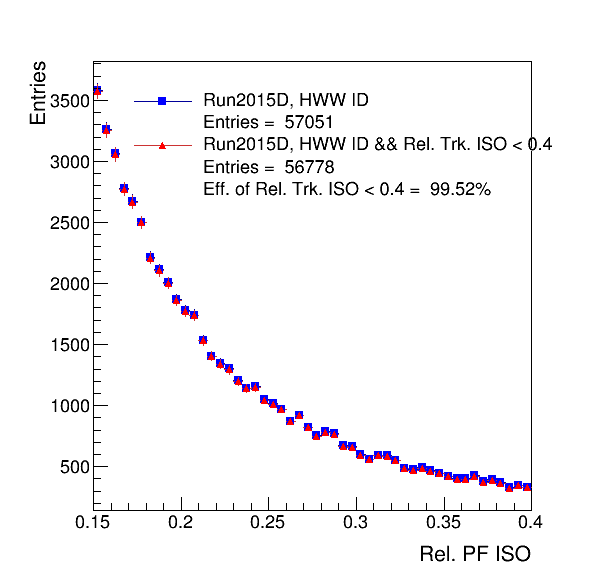 Entries
3500
3000
2500
2000
1500
1000
500
Run2015D, HWW ID
Entries = 57051
Run2015D, HWW ID && Rel. Trk. ISO < 0.4
Entries = 56778
Eff. of Rel. Trk. ISO < 0.4 = 99.52%
0.15 0.2 0.25 0.3 0.35 0.4
Rel. PF ISO